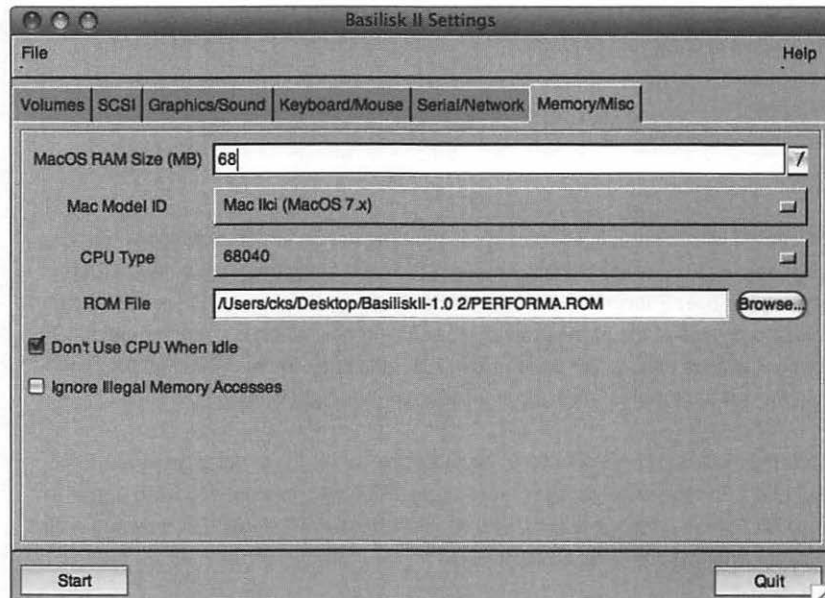 Basilisk II Settings
File Help
Volumes SCSI Graphics/Sound Keyboard/Mouse Serial/Network Memory/Misc
MacOS RAM Size (MB) 68
Mac Model ID Mac IIci (MacOS 7.x)
CPU Type 68040
ROM File /Users/cks/Desktop/BasiliskII-1.0 2/PERFORMA.ROM Browse...
Don't Use CPU When Idle
Ignore Illegal Memory Accesses
Start Quit